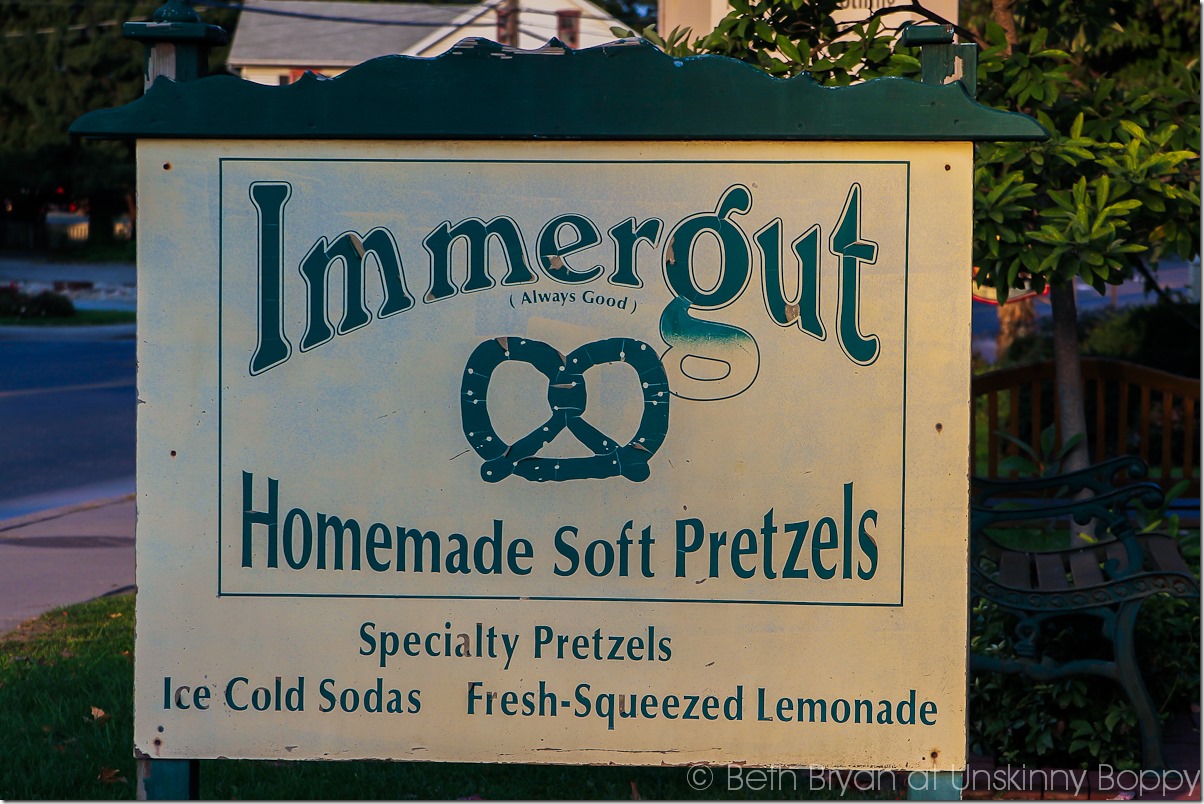 Immergut
( Always Good )
Homemade Soft Pretzels
Specialty Pretzels
Ice Cold Sodas Fresh-Squeezed Lemonade
© Beth Bryan at Unskinny Boppy